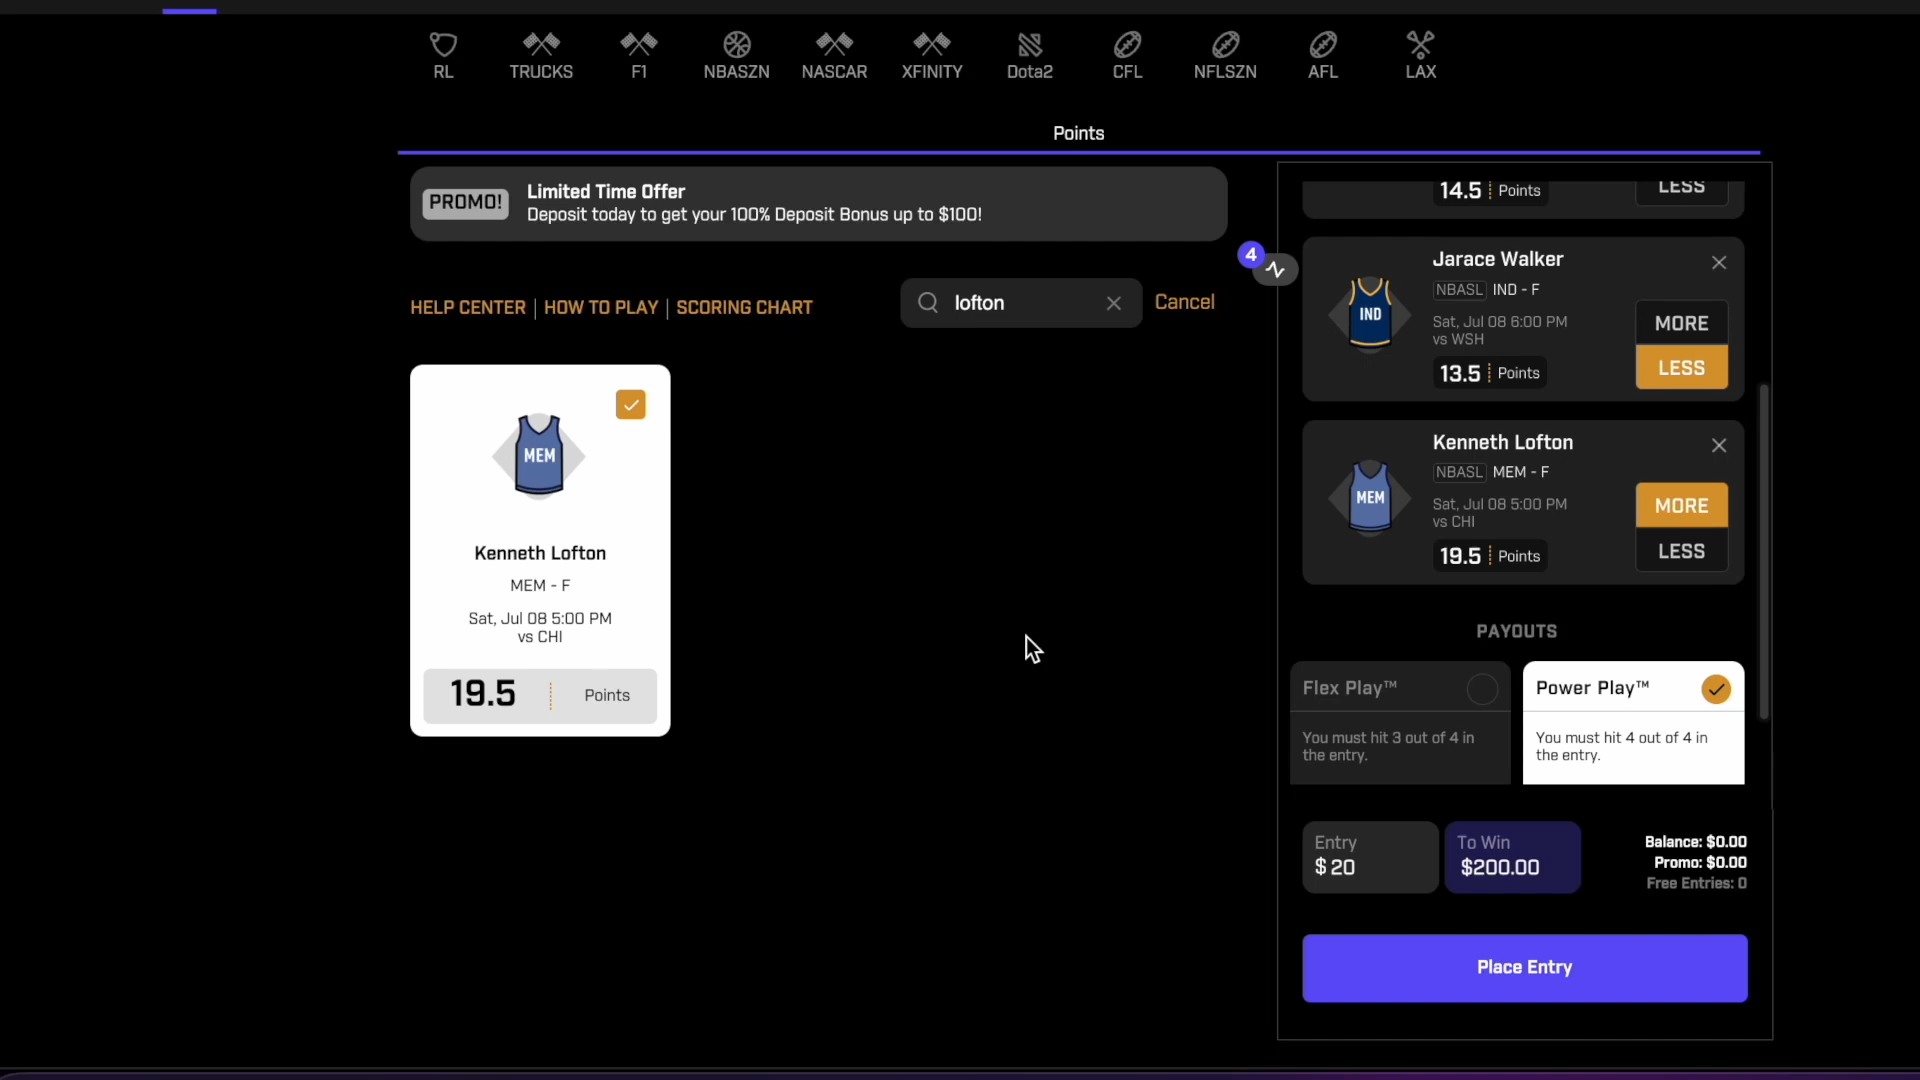 RL
TRUCKS
F1
NBASZN
NASCAR
XFINITY
Dota2
CFL
NFLSZN
AFL
LAX
Points
PROMO!
Limited Time Offer
Deposit today to get your 100% Deposit Bonus up to $100!
HELP CENTER | HOW TO PLAY | SCORING CHART
lofton
Cancel
MEM
Kenneth Lofton
MEM - F
Sat, Jul 08 5:00 PM
vs CHI
19.5
Points
4
14.5 Points
LESS
Jarace Walker
NBASL IND - F
IND
Sat, Jul 08 6:00 PM
vs WSH
13.5 Points
MORE
LESS
Kenneth Lofton
NBASL MEM - F
MEM
Sat, Jul 08 5:00 PM
vs CHI
19.5 Points
MORE
LESS
PAYOUTS
Flex Play™
You must hit 3 out of 4 in
the entry.
Power Play™
You must hit 4 out of 4 in
the entry.
Entry
$ 20
To Win
$200.00
Balance: $0.00
Promo: $0.00
Free Entries: 0
Place Entry